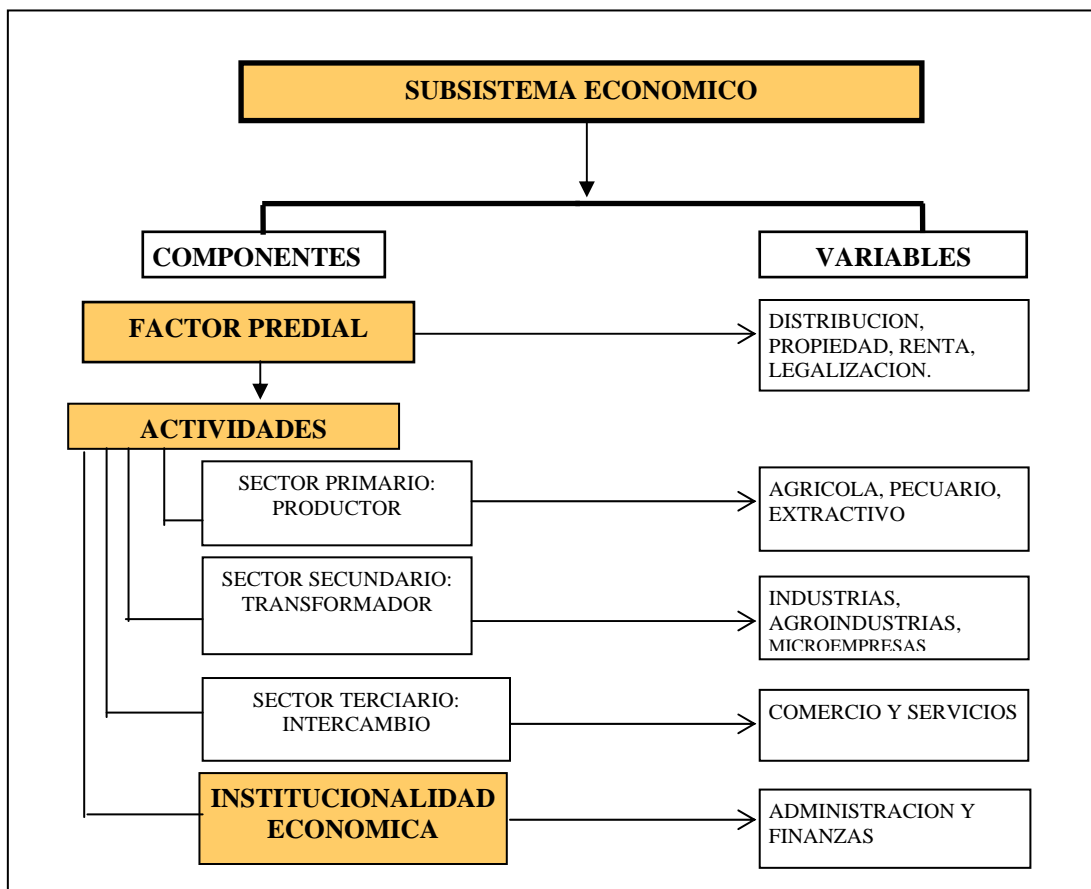 SUBSISTEMA ECONOMICO
COMPONENTES
VARIABLES
FACTOR PREDIAL
DISTRIBUCION,
PROPIEDAD, RENTA,
LEGALIZACION.
ACTIVIDADES
SECTOR PRIMARIO:
PRODUCTOR
AGRICOLA, PECUARIO,
EXTRACTIVO
SECTOR SECUNDARIO:
TRANSFORMADOR
INDUSTRIAS,
AGROINDUSTRIAS,
MICROEMPRESAS
SECTOR TERCIARIO:
INTERCAMBIO
COMERCIO Y SERVICIOS
INSTITUCIONALIDAD
ECONOMICA
ADMINISTRACION Y
FINANZAS